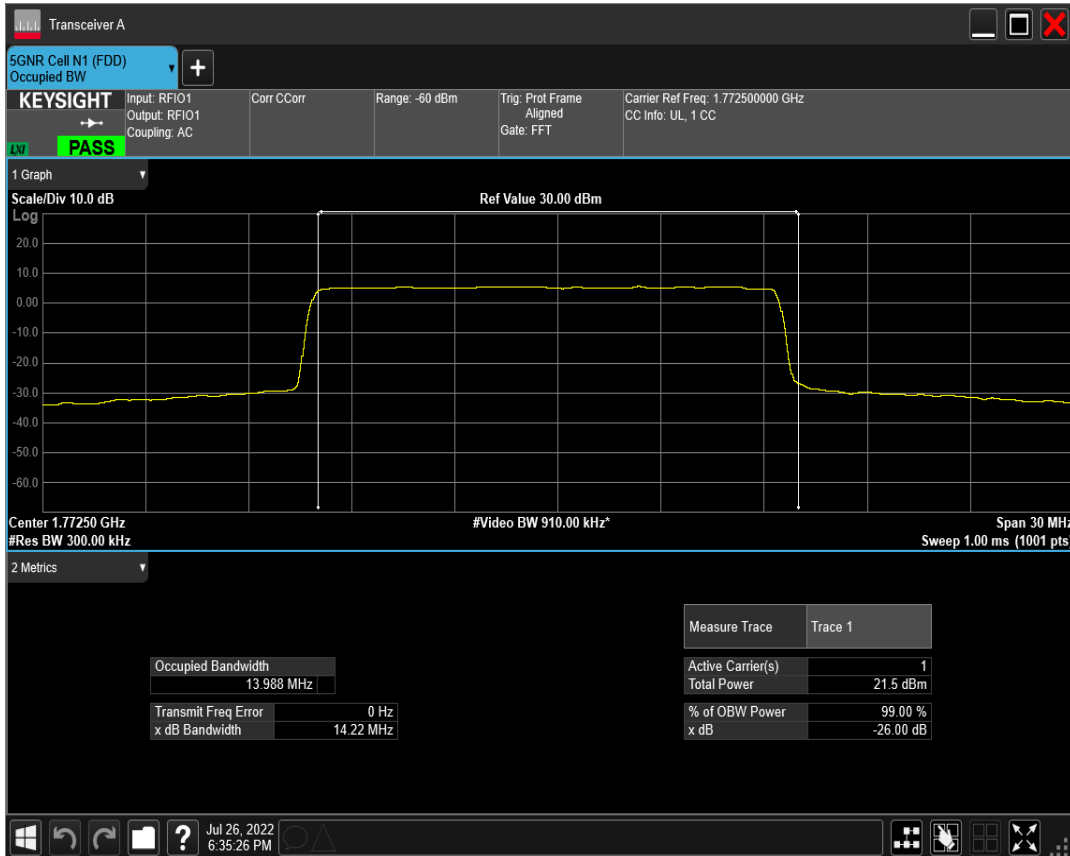 Transceiver A
5GNR Cell N1 (FDD)
Occupied BW
+
KEYSIGHT
LXI
PASS
Input: RFIO1
Output: RFIO1
Coupling: AC
Corr CCorr
Range: -60 dBm
Trig: Prot Frame
Aligned
Gate: FFT
Carrier Ref Freq: 1.772500000 GHz
CC Info: UL, 1 CC
1 Graph
Scale/Div 10.0 dB
Ref Value 30.00 dBm
Log
20.0
10.0
0.00
-10.0
-20.0
-30.0
-40.0
-50.0
-60.0
Center 1.77250 GHz
#Video BW 910.00 kHz*
Span 30 MHz
#Res BW 300.00 kHz
Sweep 1.00 ms (1001 pts)
2 Metrics
Measure Trace Trace 1
Occupied Bandwidth
13.988 MHz
Active Carrier(s) 1
Total Power 21.5 dBm
Transmit Freq Error 0 Hz
x dB Bandwidth 14.22 MHz
% of OBW Power 99.00 %
x dB -26.00 dB
?
Jul 26, 2022
6:35:26 PM